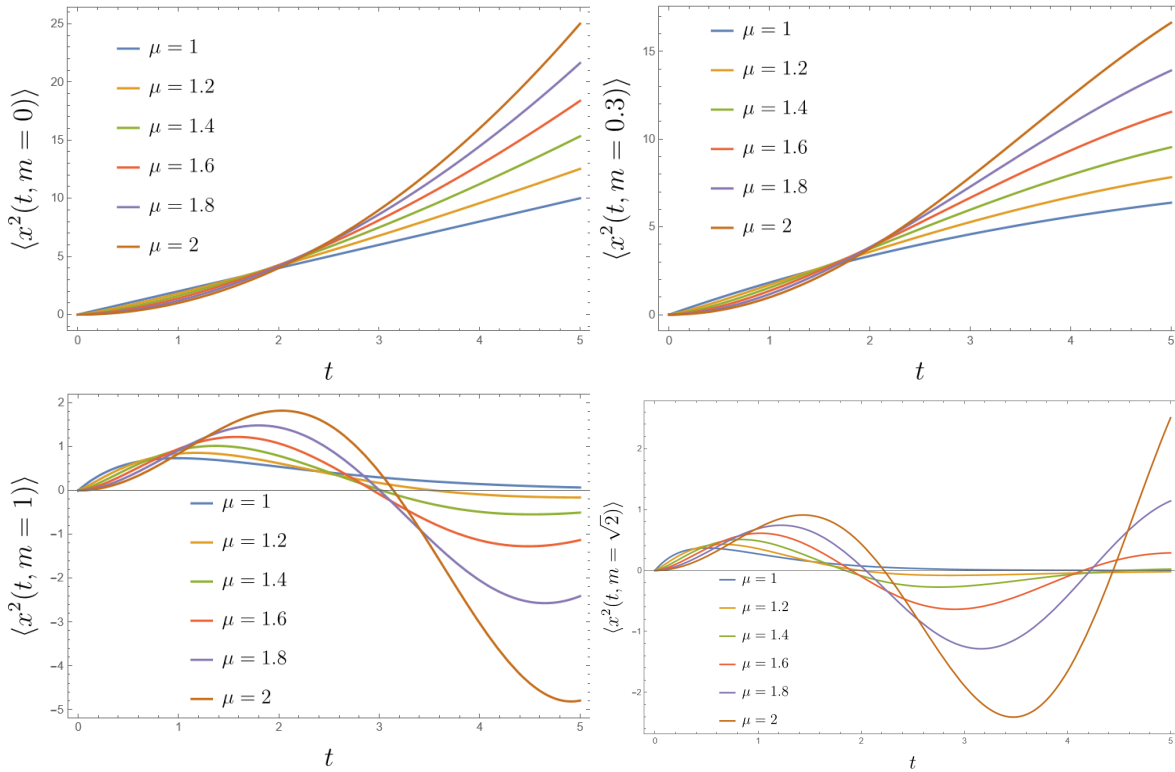 ⟨x²(t, m = 0)⟩
25
20
15
10
5
0
μ = 1
μ = 1.2
μ = 1.4
μ = 1.6
μ = 1.8
μ = 2
0 1 2 3 4 5
t
⟨x²(t, m = 0.3)⟩
15
10
5
0
μ = 1
μ = 1.2
μ = 1.4
μ = 1.6
μ = 1.8
μ = 2
0 1 2 3 4 5
t
⟨x²(t, m = 1)⟩
2
1
0
-1
-2
-3
-4
-5
μ = 1
μ = 1.2
μ = 1.4
μ = 1.6
μ = 1.8
μ = 2
0 1 2 3 4 5
t
⟨x²(t, m = √2)⟩
2
1
0
-1
-2
μ = 1
μ = 1.2
μ = 1.4
μ = 1.6
μ = 1.8
μ = 2
0 1 2 3 4 5
t